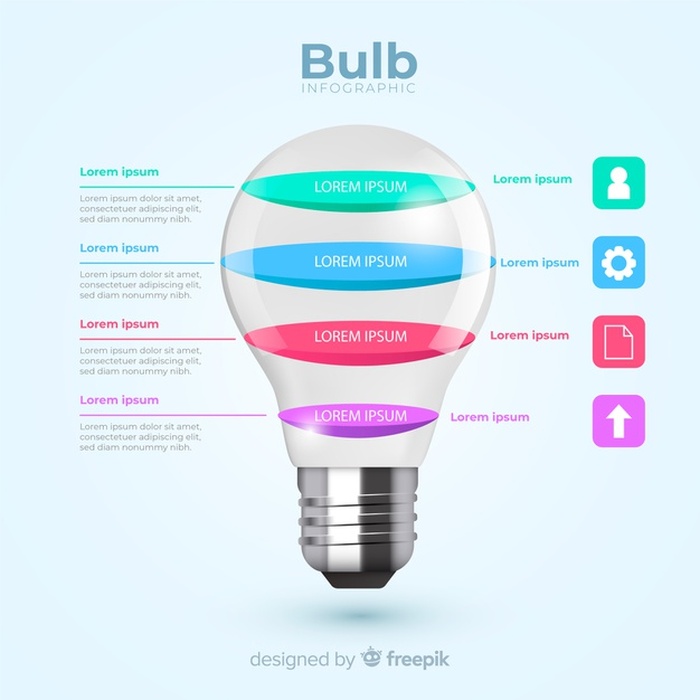 Bulb
INFOGRAPHIC
Lorem ipsum
Lorem ipsum dolor sit amet,
consectetuer adipiscing elit,
sed diam nonummy nibh.
LOREM IPSUM
Lorem ipsum
Lorem ipsum
Lorem ipsum dolor sit amet,
consectetuer adipiscing elit,
sed diam nonummy nibh.
LOREM IPSUM
Lorem ipsum
Lorem ipsum
Lorem ipsum dolor sit amet,
consectetuer adipiscing elit,
sed diam nonummy nibh.
LOREM IPSUM
Lorem ipsum
Lorem ipsum
Lorem ipsum dolor sit amet,
consectetuer adipiscing elit,
sed diam nonummy nibh.
LOREM IPSUM
Lorem ipsum
designed by freepik